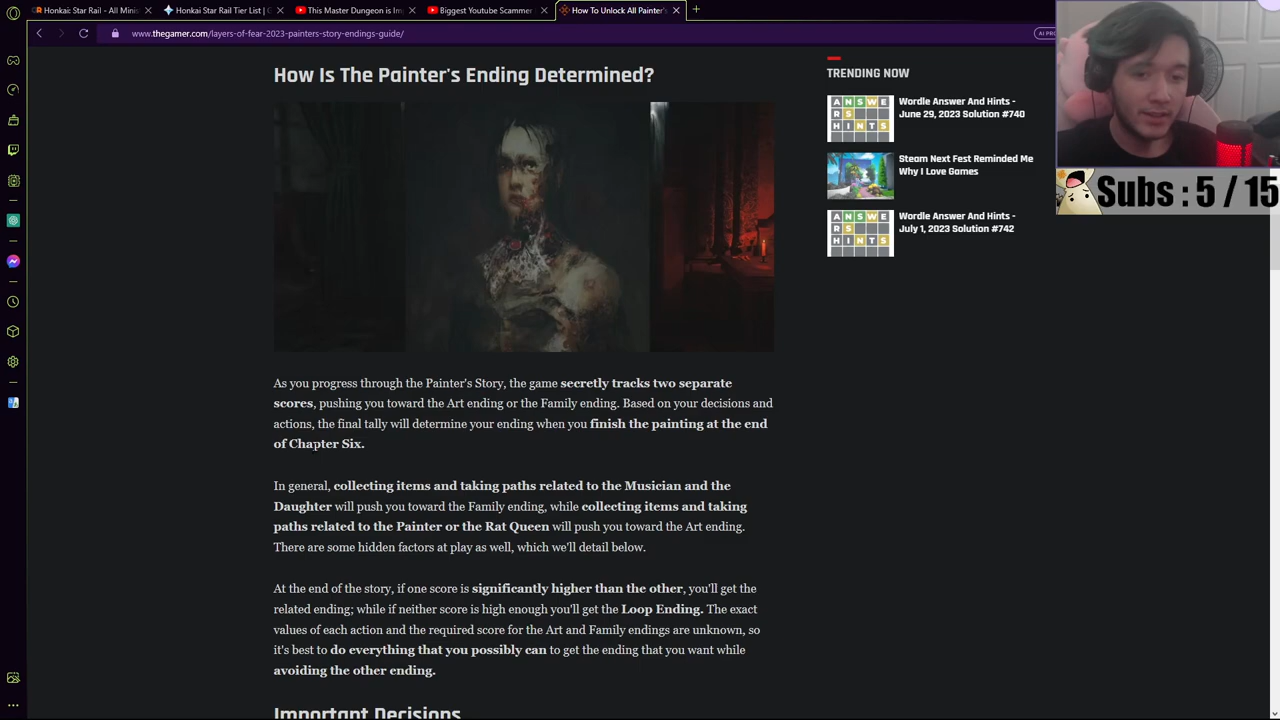 Honkai: Star Rail - All Minis
Honkai Star Rail Tier List | G
This Master Dungeon is Im
Biggest Youtube Scammer
How To Unlock All Painter's
www.thegamer.com/layers-of-fear-2023-painters-story-endings-guide/
AI PRO
How Is The Painter's Ending Determined?
As you progress through the Painter's Story, the game secretly tracks two separate
scores, pushing you toward the Art ending or the Family ending. Based on your decisions and
actions, the final tally will determine your ending when you finish the painting at the end
of Chapter Six.
In general, collecting items and taking paths related to the Musician and the
Daughter will push you toward the Family ending, while collecting items and taking
paths related to the Painter or the Rat Queen will push you toward the Art ending.
There are some hidden factors at play as well, which we'll detail below.
At the end of the story, if one score is significantly higher than the other, you'll get the
related ending; while if neither score is high enough you'll get the Loop Ending. The exact
values of each action and the required score for the Art and Family endings are unknown, so
it's best to do everything that you possibly can to get the ending that you want while
avoiding the other ending.
Important Decisions
TRENDING NOW
ANSWE
RS
HINTS
Wordle Answer And Hints -
June 29, 2023 Solution #740
Steam Next Fest Reminded Me
Why I Love Games
ANSWE
RS
HINTS
Wordle Answer And Hints -
July 1, 2023 Solution #742
Subs : 5 / 15